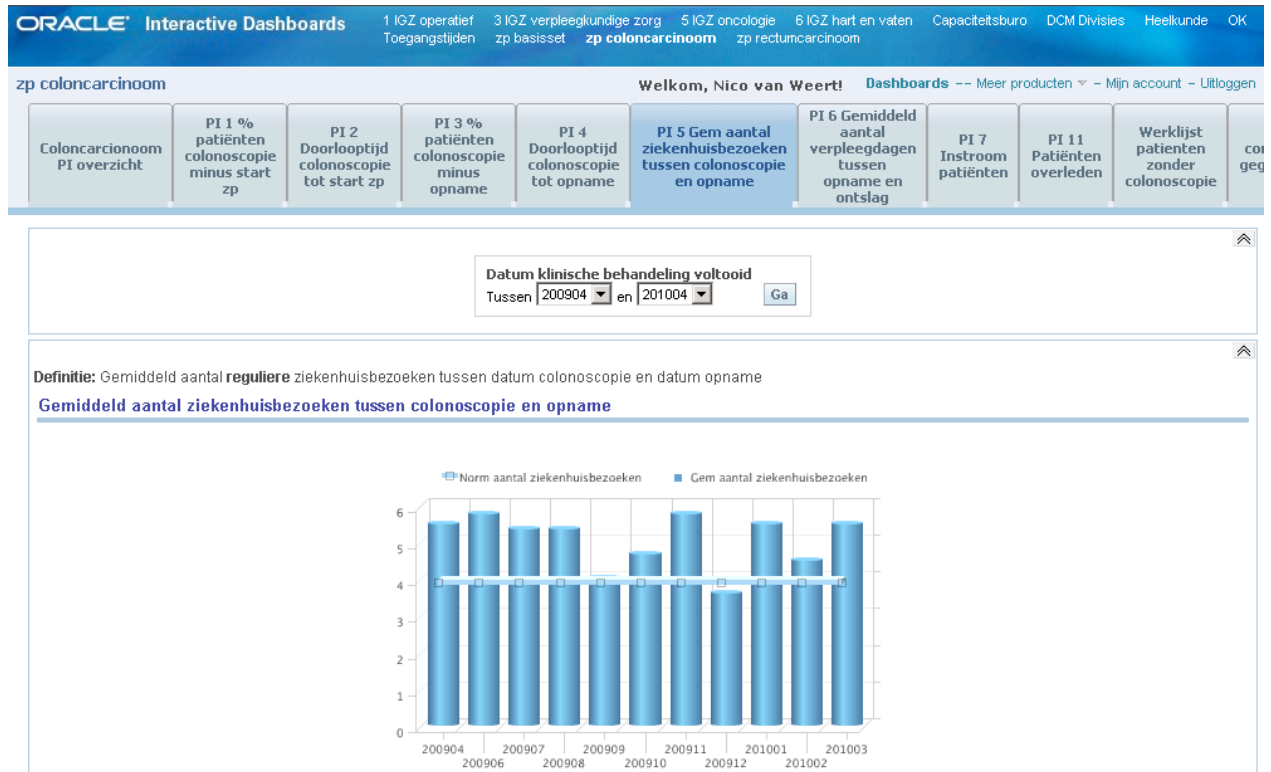 ORACLE Interactive Dashboards
1 IGZ operatief 3 IGZ verpleegkundige zorg 5 IGZ oncologie 6 IGZ hart en vaten Capaciteitsburo DCM Divisies Heelkunde OK
Toegangstijden zp basisset zp coloncarcinoom zp rectumcarcinoom
zp coloncarcinoom
Welkom, Nico van Weert! Dashboards -- Meer producten – Mijn account – Uitloggen
Coloncarcionoom
PI overzicht
PI 1 %
patiënten
colonoscopie
minus start
zp
PI 2
Doorlooptijd
colonoscopie
tot start zp
PI 3 %
patiënten
colonoscopie
minus
opname
PI 4
Doorlooptijd
colonoscopie
tot opname
PI 5 Gem aantal
ziekenhuisbezoeken
tussen colonoscopie
en opname
PI 6 Gemiddeld
aantal
verpleegdagen
tussen
opname en
ontslag
PI 7
Instroom
patiënten
PI 11
Patiënten
overleden
Werklijst
patienten
zonder
colonoscopie
Datum klinische behandeling voltooid
Tussen 200904 en 201004 Ga
Definitie: Gemiddeld aantal reguliere ziekenhuisbezoeken tussen datum colonoscopie en datum opname
Gemiddeld aantal ziekenhuisbezoeken tussen colonoscopie en opname
Norm aantal ziekenhuisbezoeken Gem aantal ziekenhuisbezoeken
6
5
4
3
2
1
0
200904 200907 200909 200911 201001 201003
200906 200908 200910 200912 201002